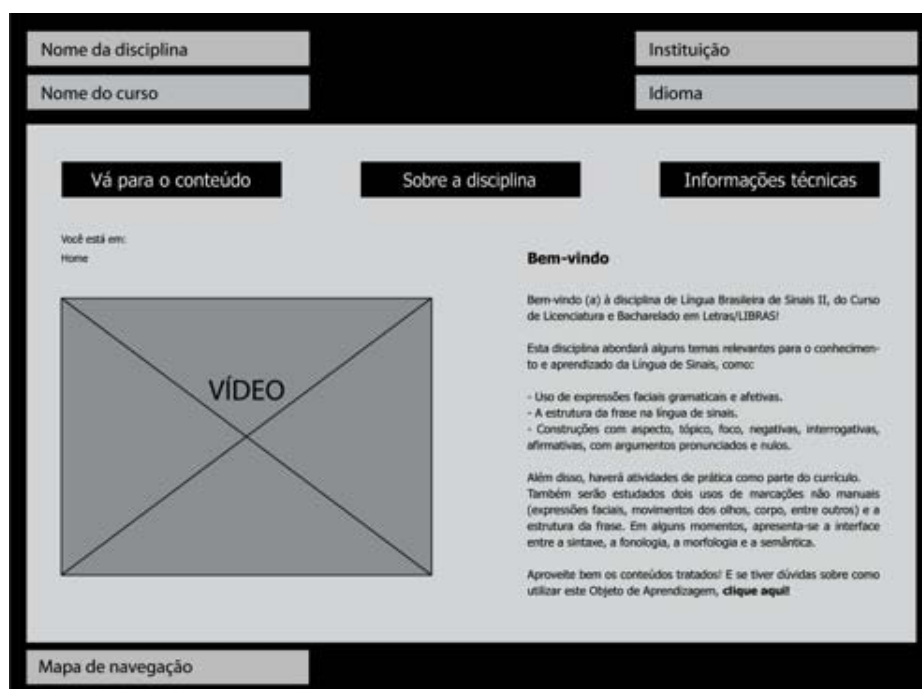 Nome da disciplina
Instituição
Nome do curso
Idioma
Vá para o conteúdo
Sobre a disciplina
Informações técnicas
Você está em:
Home
VÍDEO
Bem-vindo
Bem-vindo (a) à disciplina de Língua Brasileira de Sinais II, do Curso
de Licenciatura e Bacharelado em Letras/LIBRAS!
Esta disciplina abordará alguns temas relevantes para o conhecimen-
to e aprendizado da Língua de Sinais, como:
- Uso de expressões faciais gramaticais e afetivas.
- A estrutura da frase na língua de sinais.
- Construções com aspecto, tópico, foco, negativas, interrogativas,
afirmativas, com argumentos pronunciados e nulos.
Além disso, haverá atividades de prática como parte do currículo.
Também serão estudados dois usos de marcações não manuais
(expressões faciais, movimentos dos olhos, corpo, entre outros) e a
estrutura da frase. Em alguns momentos, apresenta-se a interface
entre a sintaxe, a fonologia, a morfologia e a semântica.
Aproveite bem os conteúdos tratados! E se tiver dúvidas sobre como
utilizar este Objeto de Aprendizagem, clique aqui!
Mapa de navegação